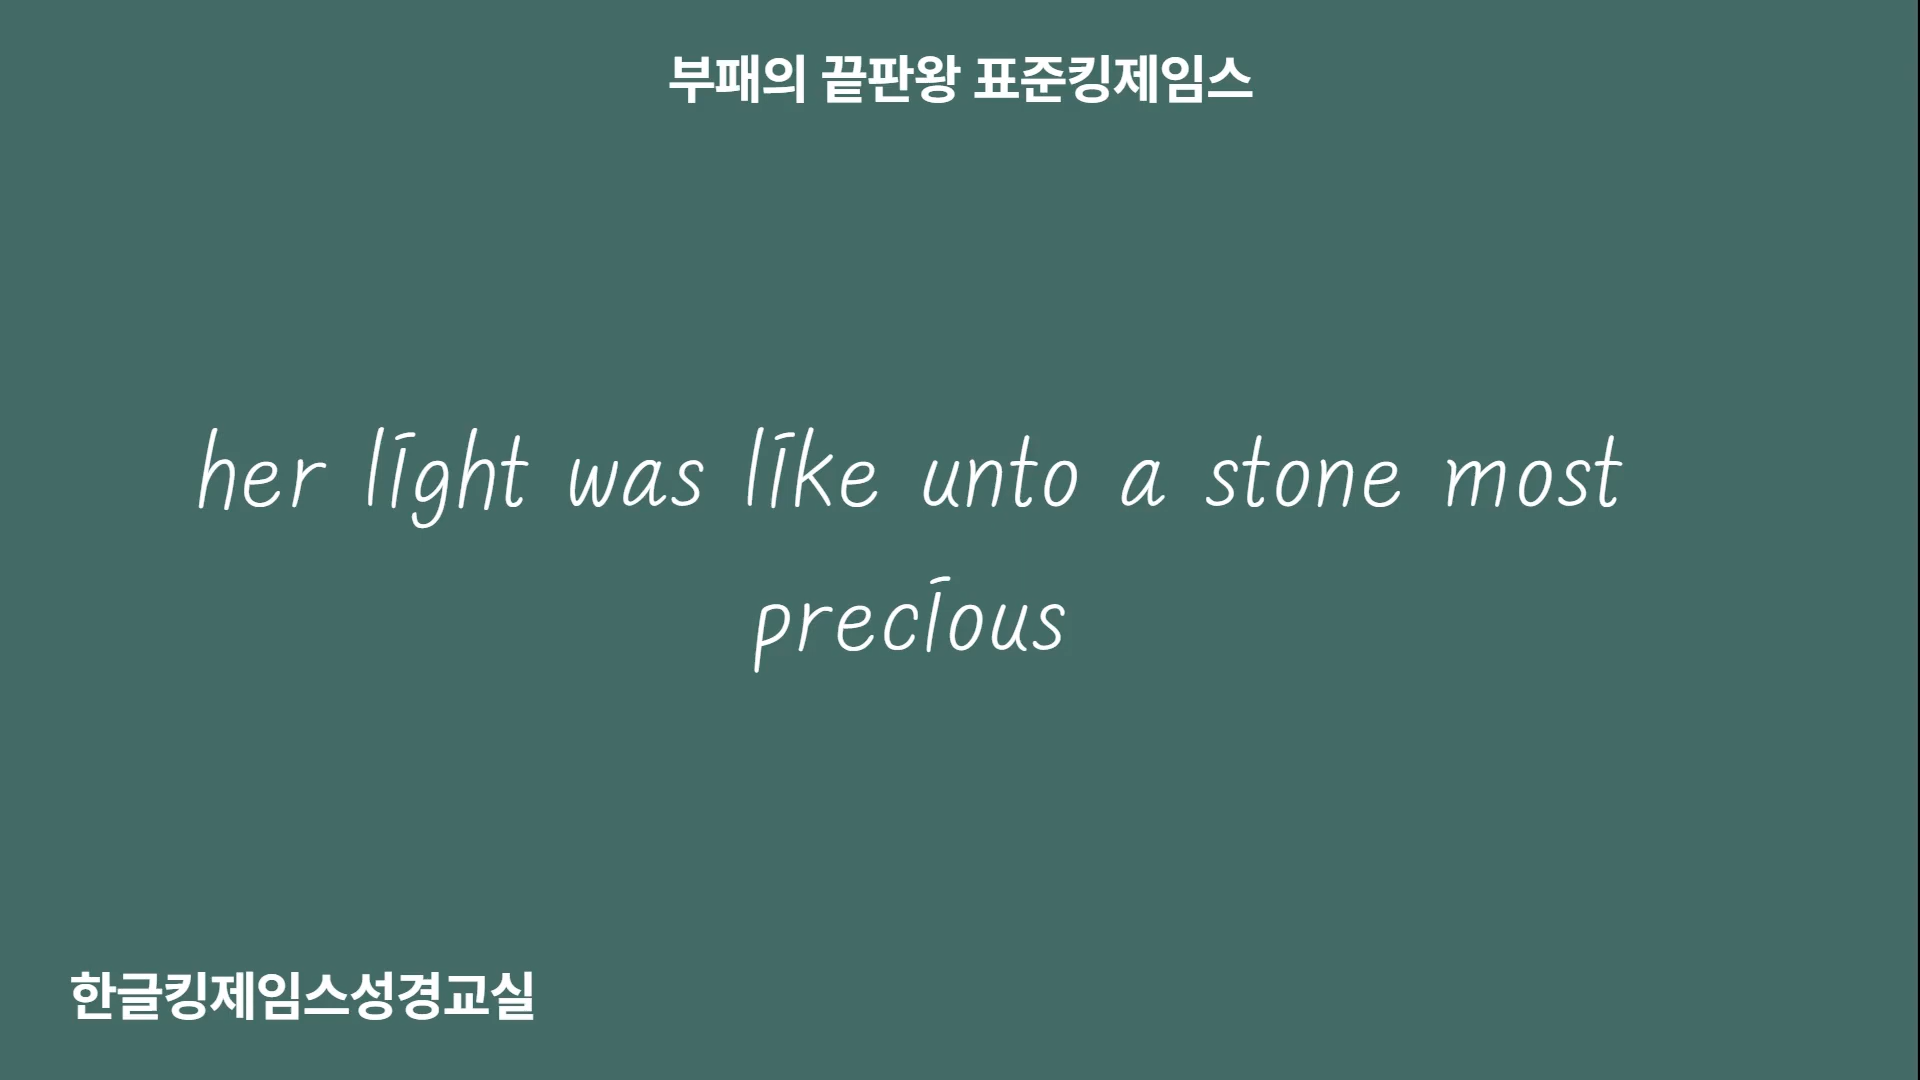 부패의 끝판왕 표준킹제임스
her light was like unto a stone most
precious
한글킹제임스성경교실